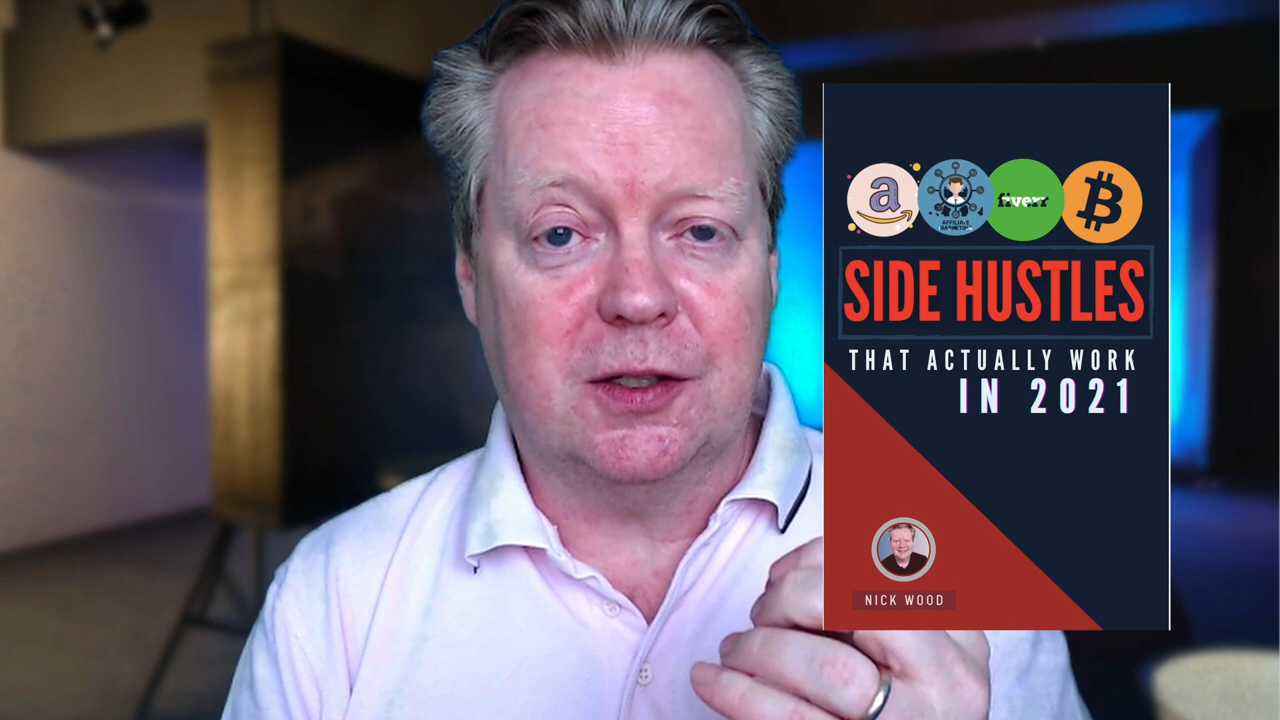 a
AFFILIATE
MARKETING
fiverr
SIDE HUSTLES
THAT ACTUALLY WORK
IN 2021
NICK WOOD